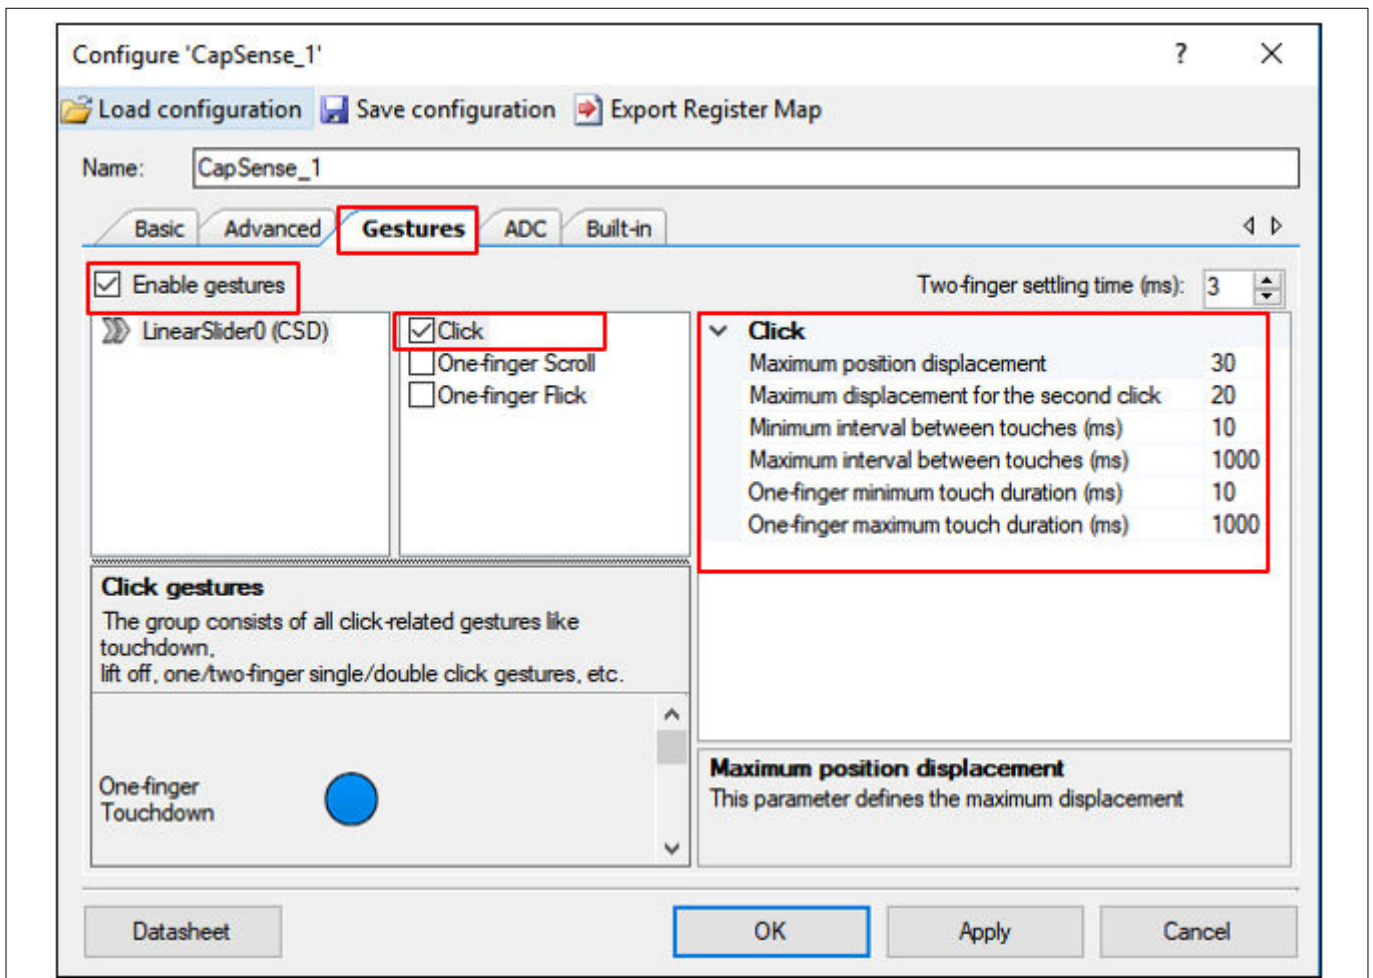 Configure 'CapSense_1'
?
Load configuration Save configuration Export Register Map
Name: CapSense_1
Basic Advanced Gestures ADC Built-in
Enable gestures
Two-finger settling time (ms): 3
LinearSlider0 (CSD)
Click
One-finger Scroll
One-finger Flick
Click
Maximum position displacement 30
Maximum displacement for the second click 20
Minimum interval between touches (ms) 10
Maximum interval between touches (ms) 1000
One-finger minimum touch duration (ms) 10
One-finger maximum touch duration (ms) 1000
Click gestures
The group consists of all click-related gestures like
touchdown,
lift off, one/two-finger single/double click gestures, etc.
One-finger
Touchdown
Maximum position displacement
This parameter defines the maximum displacement
Datasheet OK Apply Cancel